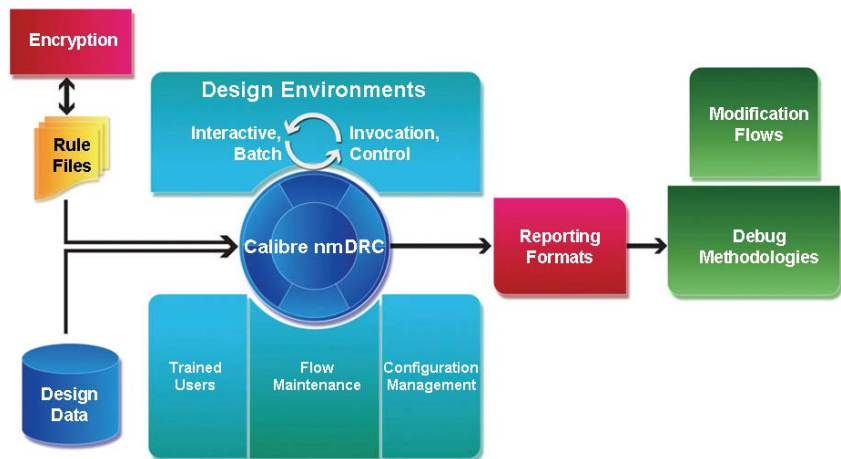 Encryption
Rule
Files
Design Environments
Interactive,
Batch
Invocation,
Control
Calibre nmDRC
Reporting
Formats
Modification
Flows
Debug
Methodologies
Design
Data
Trained
Users
Flow
Maintenance
Configuration
Management